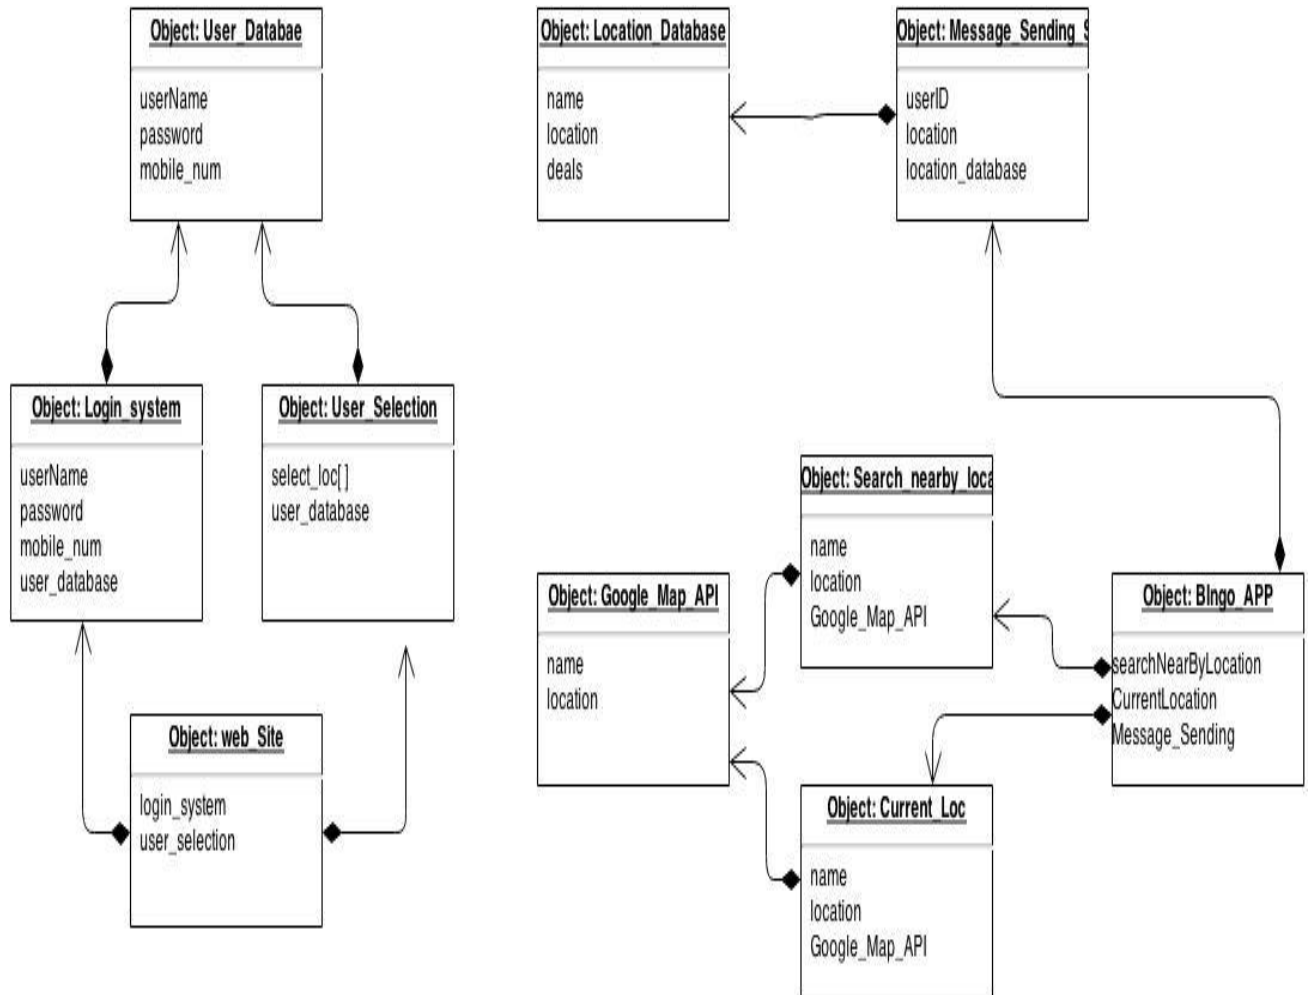 Object: User_Databae
userName
password
mobile_num
Object: Location_Database
name
location
deals
Object: Message_Sending_S
userID
location
location_database
Object: Login_system
userName
password
mobile_num
user_database
Object: User_Selection
select_loc[ ]
user_database
Object: Search_nearby_loca
name
location
Google_Map_API
Object: Google_Map_API
name
location
Object: BIngo_APP
searchNearByLocation
CurrentLocation
Message_Sending
Object: web_Site
login_system
user_selection
Object: Current_Loc
name
location
Google_Map_API